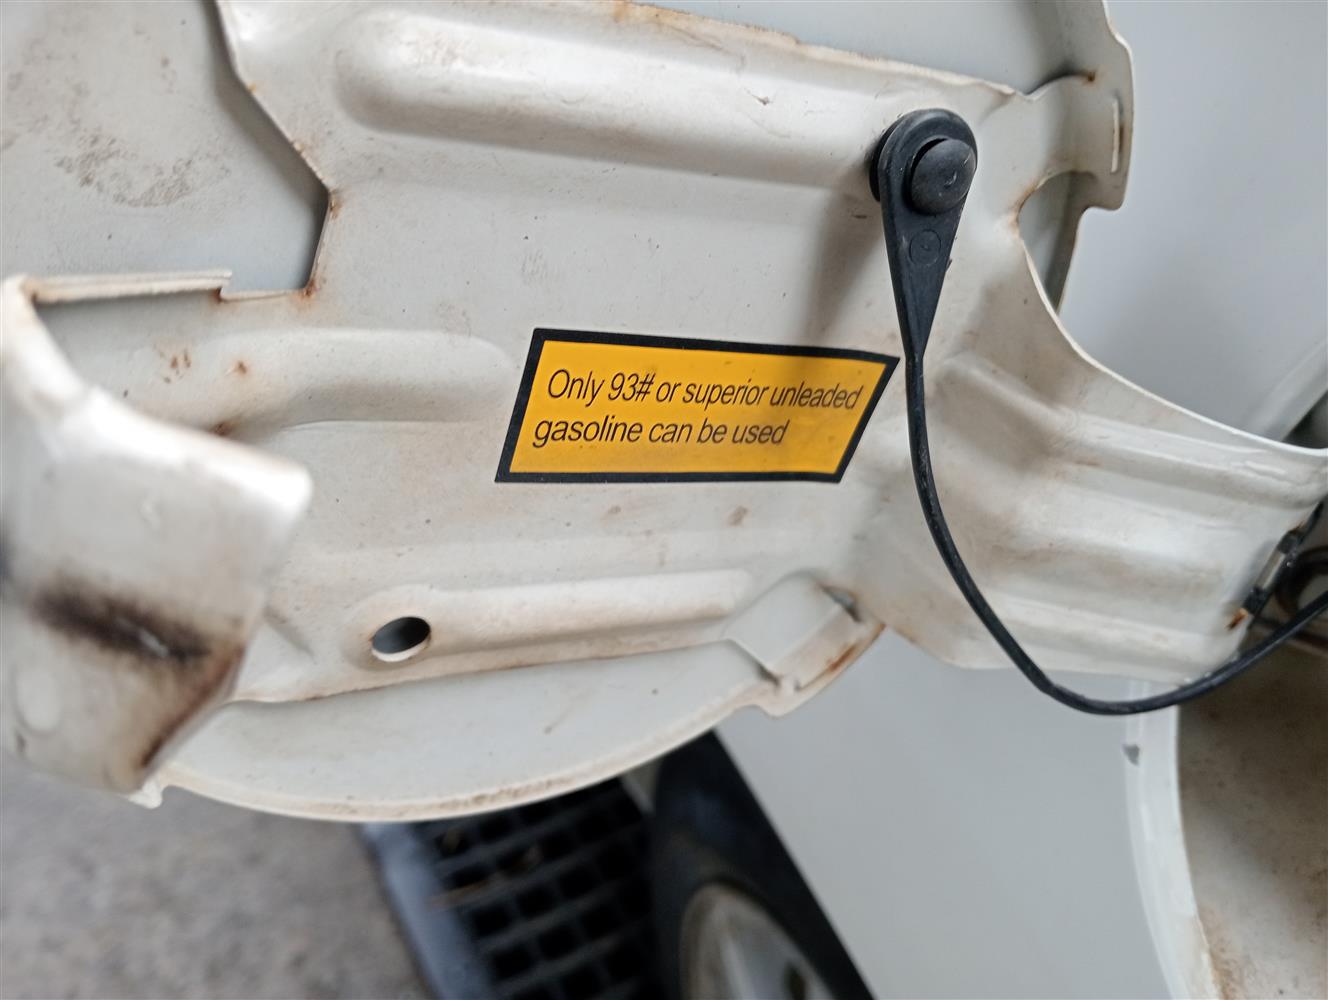 Only 93# or superior unleaded
gasoline can be used